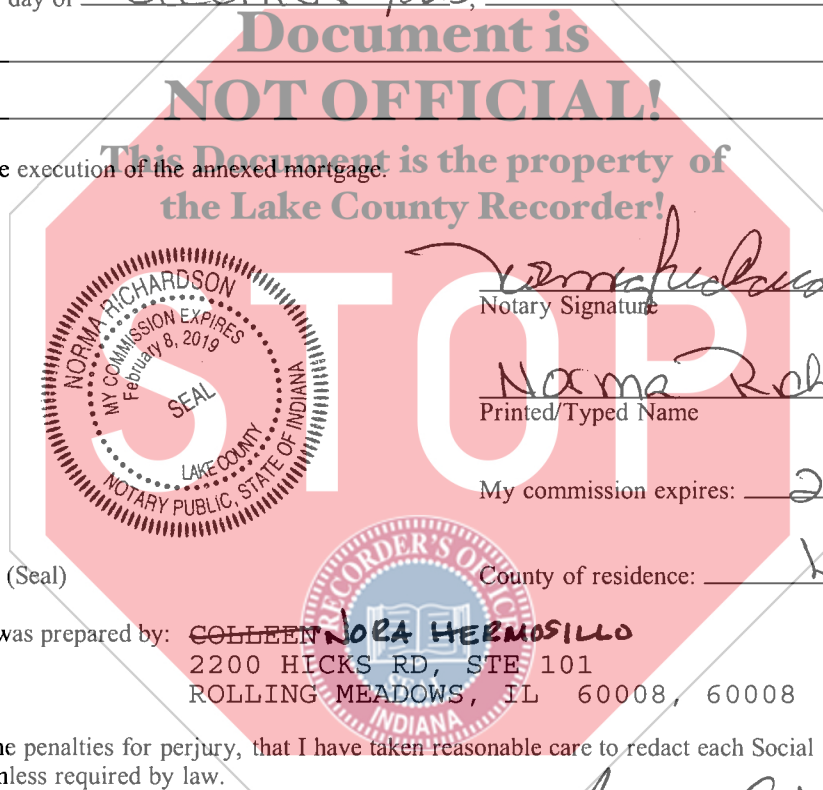 day of
Document is
NOT OFFICIAL!
e execution of the annexed mortgage.
This Document is the property of
the Lake County Recorder!
STOP
NORMA RICHARDSON
MY COMMISSION EXPIRES
February 8, 2019
SEAL
LAKE COUNTY
NOTARY PUBLIC, STATE OF INDIANA
Notary Signature
Norma
Printed/Typed Name
My commission expires: 2
(Seal)
County of residence: L
RECORDER'S OFFICE
SEAL
INDIANA
was prepared by: COLLEEN NORA HERMOSILLO
2200 HICKS RD, STE 101
ROLLING MEADOWS, IL 60008, 60008
he penalties for perjury, that I have taken reasonable care to redact each Social
nless required by law.